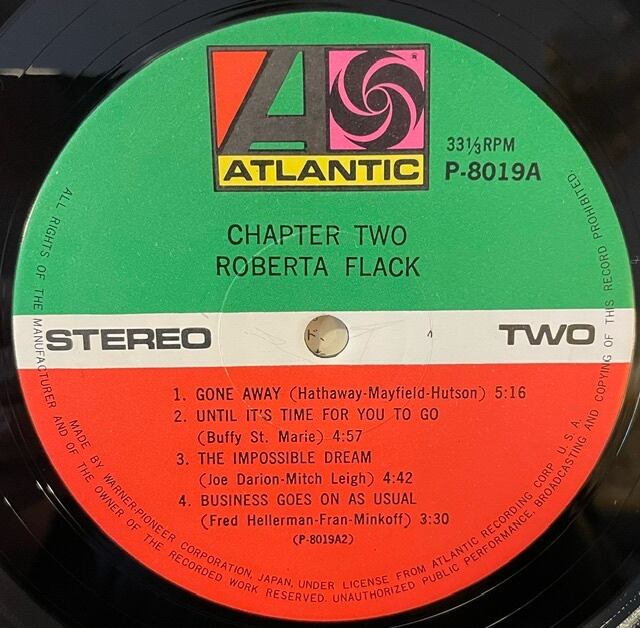 ATLANTIC
33⅓RPM
P-8019A
CHAPTER TWO
ROBERTA FLACK
STEREO
TWO
1. GONE AWAY (Hathaway-Mayfield-Hutson) 5:16
2. UNTIL IT'S TIME FOR YOU TO GO
(Buffy St. Marie) 4:57
3. THE IMPOSSIBLE DREAM
(Joe Darion-Mitch Leigh) 4:42
4. BUSINESS GOES ON AS USUAL
(Fred Hellerman-Fran-Minkoff) 3:30
(P-8019A2)
MADE BY WARNER-PIONEER CORPORATION, JAPAN, UNDER LICENSE FROM ATLANTIC RECORDING CORP. U.S.A.
ALL RIGHTS OF THE MANUFACTURER AND OF THE OWNER OF THE RECORDED WORK RESERVED. UNAUTHORIZED PUBLIC PERFORMANCE, BROADCASTING AND COPYING OF THIS RECORD PROHIBITED.